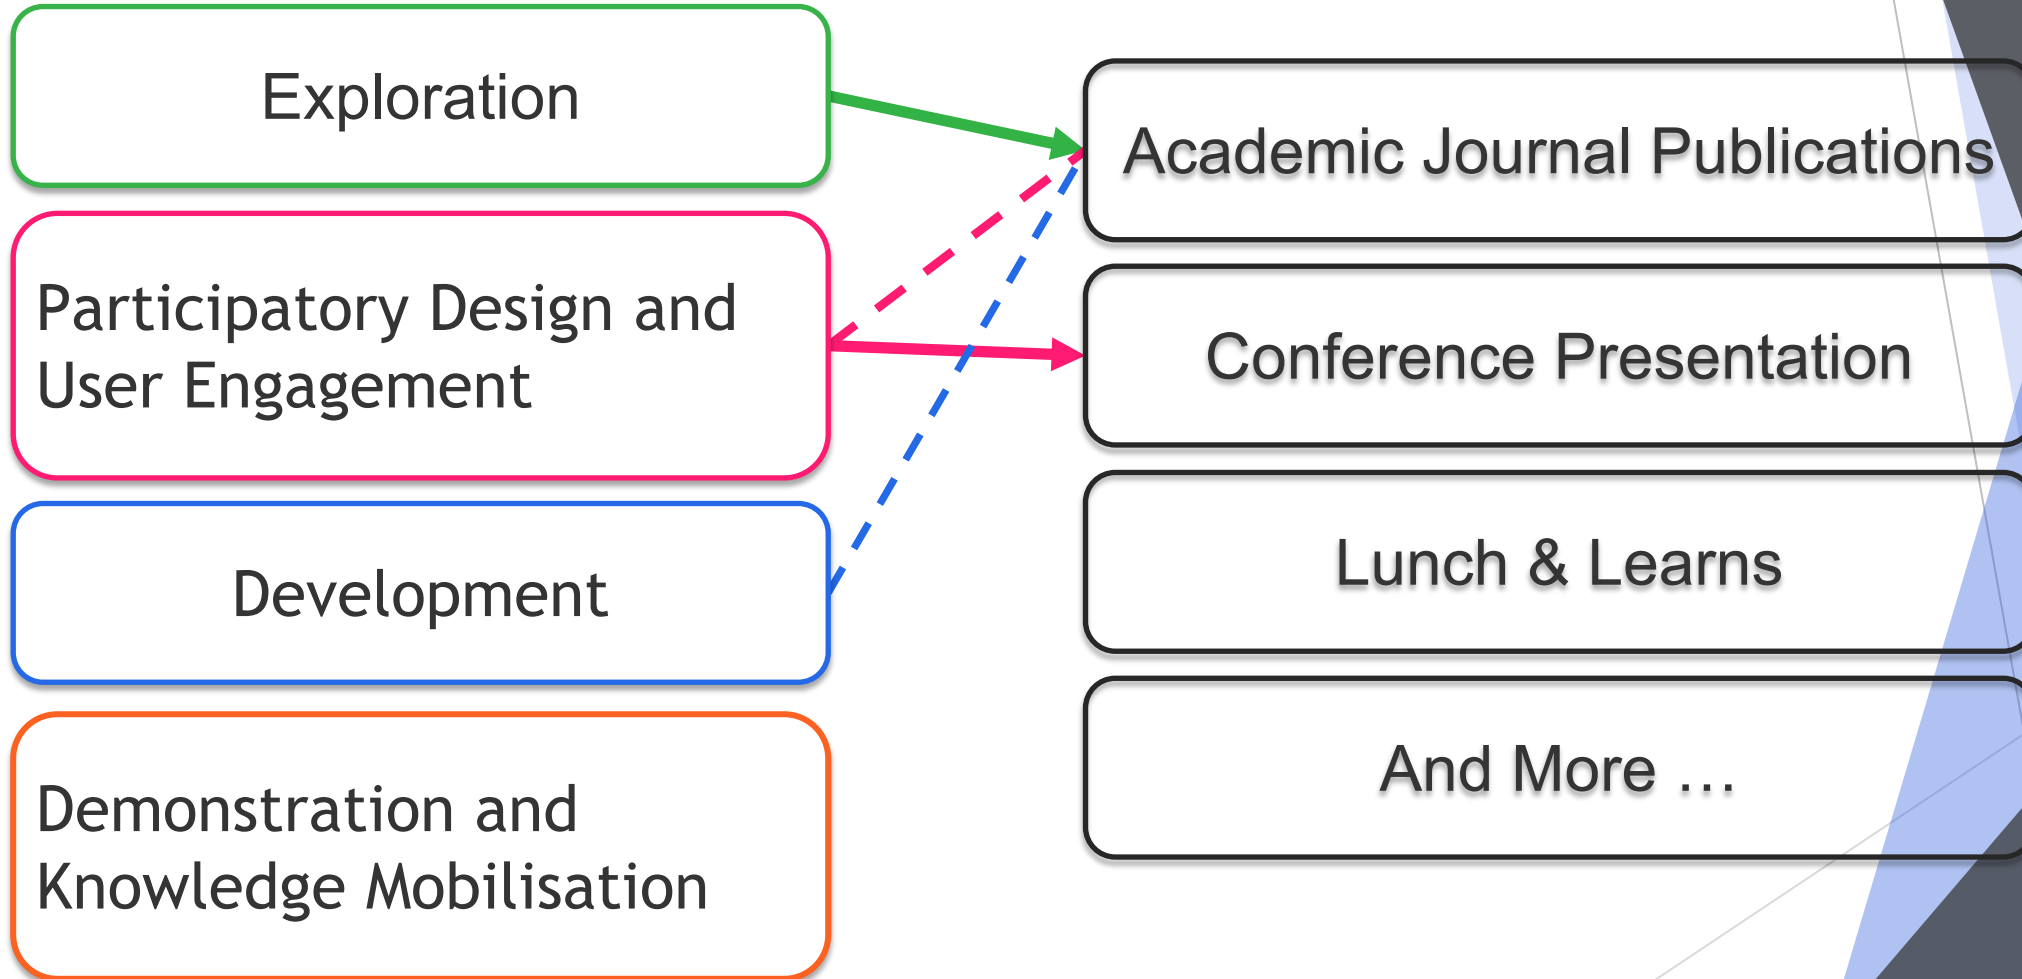 Exploration
Participatory Design and
User Engagement
Development
Demonstration and
Knowledge Mobilisation
Academic Journal Publications
Conference Presentation
Lunch & Learns
And More …